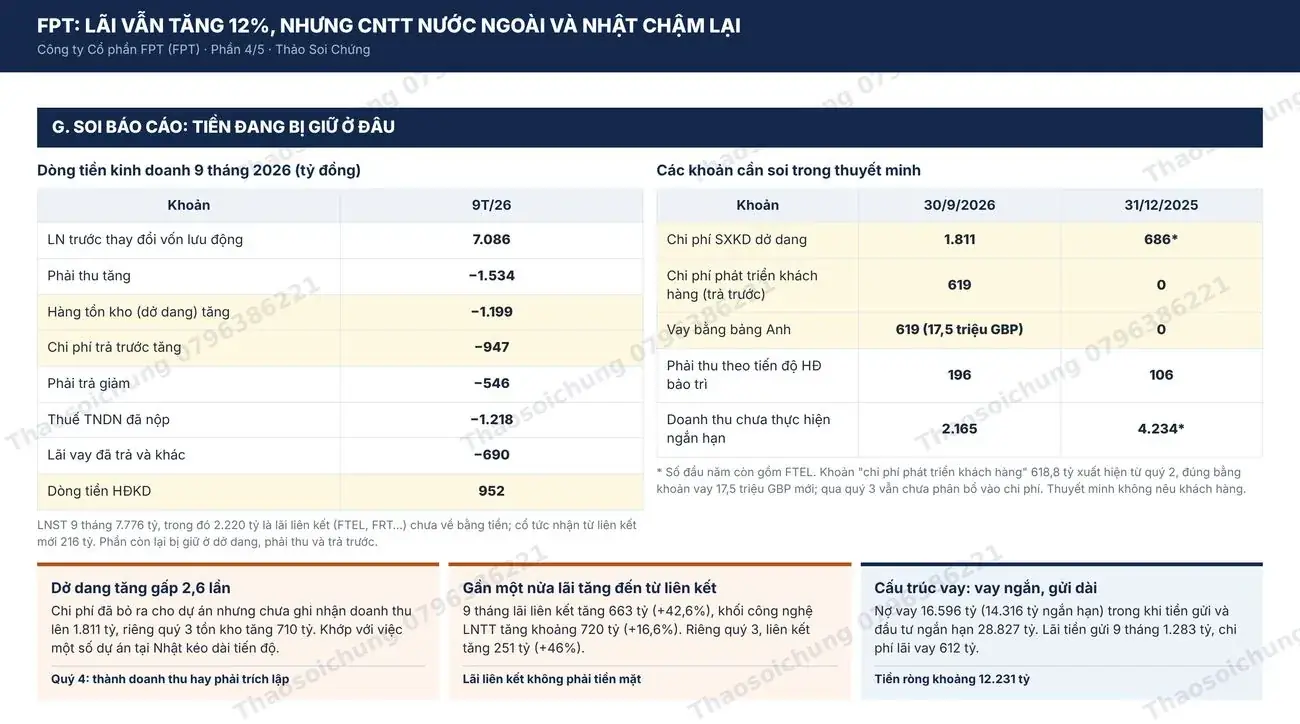 FPT: LÃI VẪN TĂNG 12%, NHƯNG CNTT NƯỚC NGOÀI VÀ NHẬT CHẬM LẠI
Công ty Cổ phần FPT (FPT) · Phần 4/5 · Thảo Soi Chứng
G. SOI BÁO CÁO: TIỀN ĐANG BỊ GIỮ Ở ĐÂU
Dòng tiền kinh doanh 9 tháng 2026 (tỷ đồng)
Khoản 9T/26
LN trước thay đổi vốn lưu động 7.086
Phải thu tăng −1.534
Hàng tồn kho (dở dang) tăng −1.199
Chi phí trả trước tăng −947
Phải trả giảm −546
Thuế TNDN đã nộp −1.218
Lãi vay đã trả và khác −690
Dòng tiền HĐKD 952
LNST 9 tháng 7.776 tỷ, trong đó 2.220 tỷ là lãi liên kết (FTEL, FRT...) chưa về bằng tiền; cổ tức nhận từ liên kết
mới 216 tỷ. Phần còn lại bị giữ ở dở dang, phải thu và trả trước.
Các khoản cần soi trong thuyết minh
Khoản 30/9/2026 31/12/2025
Chi phí SXKD dở dang 1.811 686*
Chi phí phát triển khách
hàng (trả trước) 619 0
Vay bằng bảng Anh 619 (17,5 triệu GBP) 0
Phải thu theo tiến độ HĐ
bảo trì 196 106
Doanh thu chưa thực hiện
ngắn hạn 2.165 4.234*
* Số đầu năm còn gồm FTEL. Khoản "chi phí phát triển khách hàng" 618,8 tỷ xuất hiện từ quý 2, đúng bằng
khoản vay 17,5 triệu GBP mới; qua quý 3 vẫn chưa phân bổ vào chi phí. Thuyết minh không nêu khách hàng.
Dở dang tăng gấp 2,6 lần
Chi phí đã bỏ ra cho dự án nhưng chưa ghi nhận doanh thu
lên 1.811 tỷ, riêng quý 3 tồn kho tăng 710 tỷ. Khớp với việc
một số dự án tại Nhật kéo dài tiến độ.
Quý 4: thành doanh thu hay phải trích lập
Gần một nửa lãi tăng đến từ liên kết
9 tháng lãi liên kết tăng 663 tỷ (+42,6%), khối công nghệ
LNTT tăng khoảng 720 tỷ (+16,6%). Riêng quý 3, liên kết
tăng 251 tỷ (+46%).
Lãi liên kết không phải tiền mặt
Cấu trúc vay: vay ngắn, gửi dài
Nợ vay 16.596 tỷ (14.316 tỷ ngắn hạn) trong khi tiền gửi và
đầu tư ngắn hạn 28.827 tỷ. Lãi tiền gửi 9 tháng 1.283 tỷ, chi
phí lãi vay 612 tỷ.
Tiền ròng khoảng 12.231 tỷ
Thaosoichung 0796386221